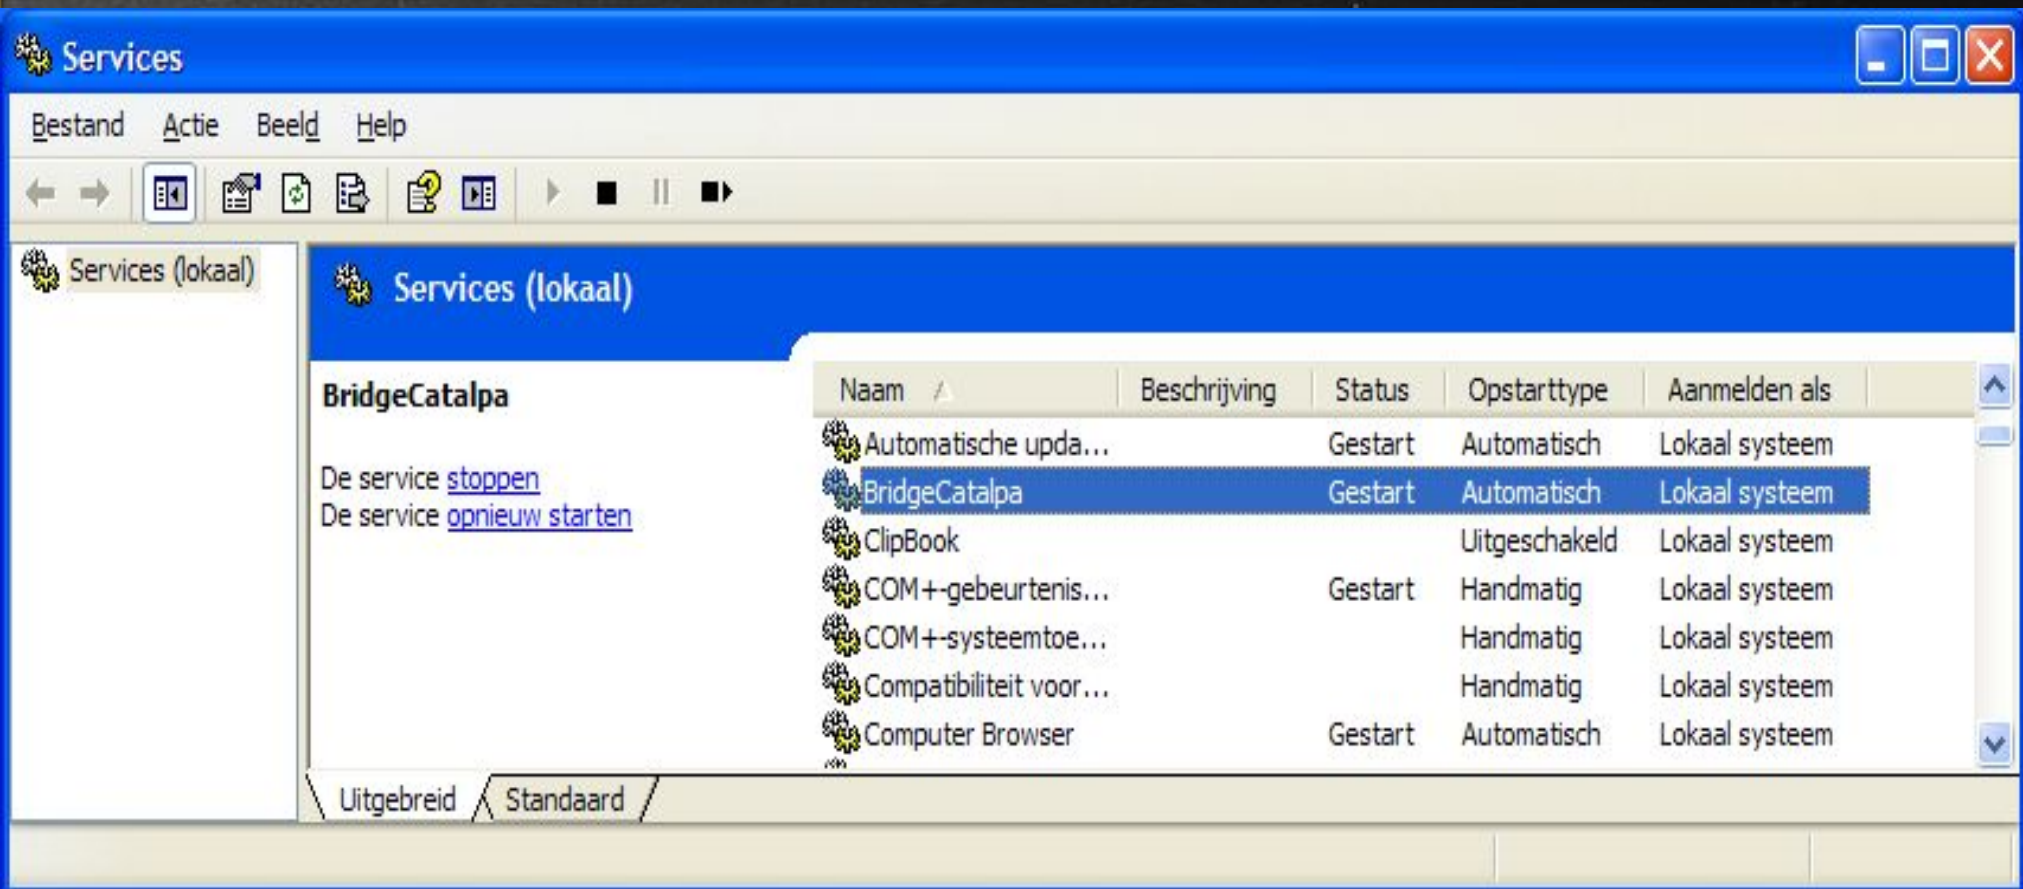 Services
Bestand Actie Beeld Help
Services (lokaal)
Services (lokaal)
BridgeCatalpa
De service stoppen
De service opnieuw starten
Naam Beschrijving Status Opstarttype Aanmelden als
Automatische upda... Gestart Automatisch Lokaal systeem
BridgeCatalpa Gestart Automatisch Lokaal systeem
ClipBook Uitgeschakeld Lokaal systeem
COM+-gebeurtenis... Gestart Handmatig Lokaal systeem
COM+-systeemtoe... Handmatig Lokaal systeem
Compatibiliteit voor... Handmatig Lokaal systeem
Computer Browser Gestart Automatisch Lokaal systeem
Uitgebreid Standaard